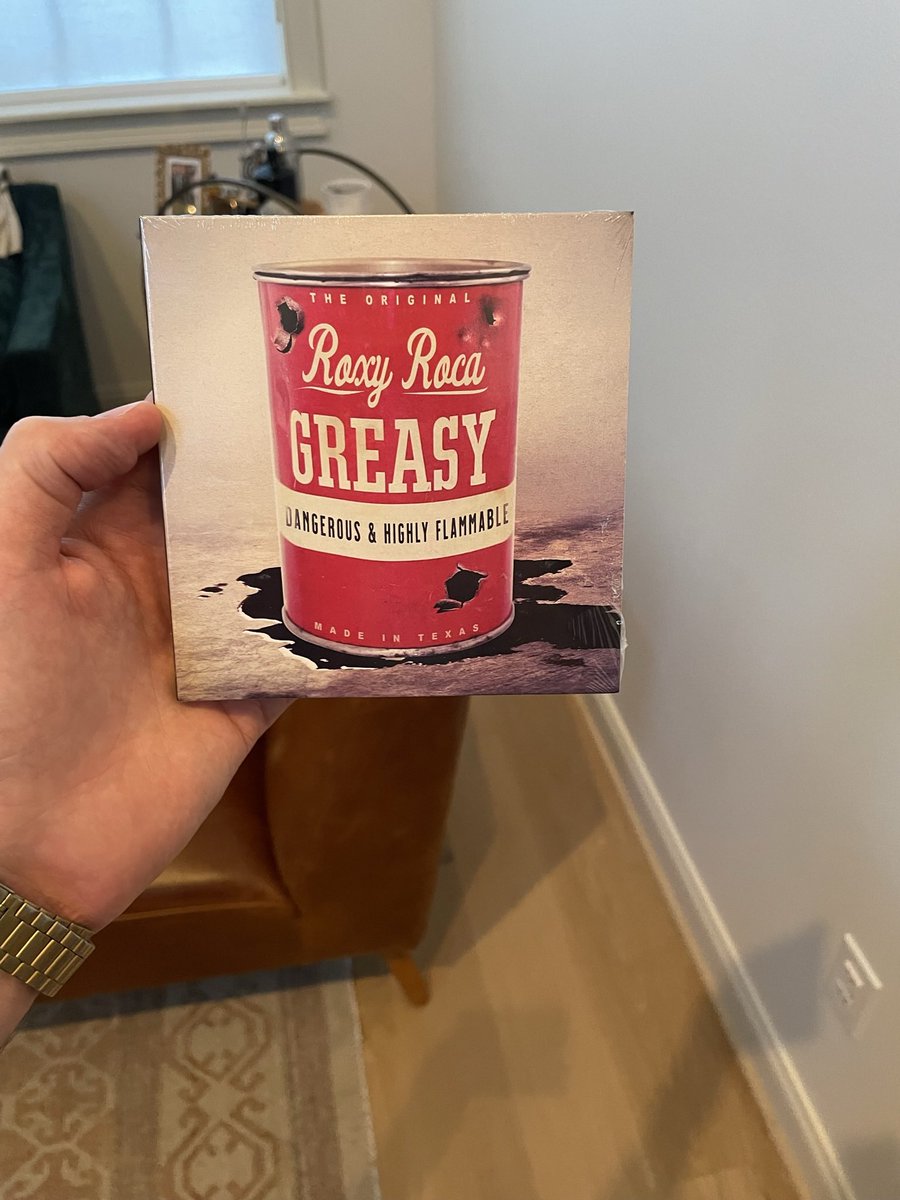 THE ORIGINAL
Roxy Roca
GREASY
DANGEROUS & HIGHLY FLAMMABLE
MADE IN TEXAS